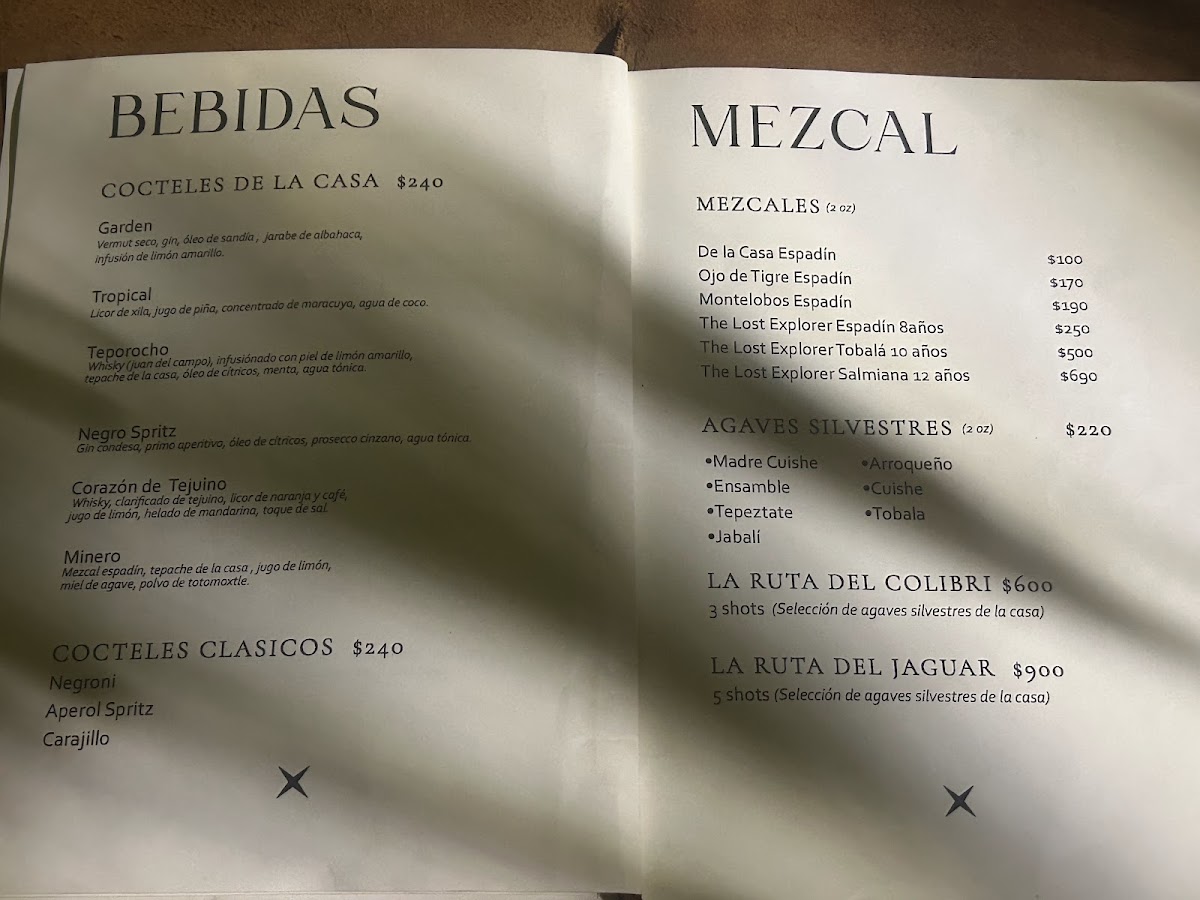 BEBIDAS
COCTELES DE LA CASA $240
Garden
Vermut seco, gin, óleo de sandía, jarabe de albahaca,
infusión de limón amarillo.
Tropical
Licor de xila, jugo de piña, concentrado de maracuya, agua de coco.
Teporocho
Whisky (juan del campo), infusiónado con piel de limón amarillo,
tepache de la casa, óleo de cítricos, menta, agua tónica.
Negro Spritz
Gin condesa, primo aperitivo, óleo de cítricos, prosecco cinzano, agua tónica.
Corazón de Tejuino
Whisky, clarificado de tejuino, licor de naranja y café,
jugo de limón, helado de mandarina, toque de sal.
Minero
Mezcal espadín, tepache de la casa, jugo de limón,
miel de agave, polvo de totomoxtle.
COCTELES CLASICOS $240
Negroni
Aperol Spritz
Carajillo
MEZCAL
MEZCALES (2 oz)
De la Casa Espadín $100
Ojo de Tigre Espadín $170
Montelobos Espadín $190
The Lost Explorer Espadín 8años $250
The Lost Explorer Tobalá 10 años $500
The Lost Explorer Salmiana 12 años $690
AGAVES SILVESTRES (2 oz) $220
•Madre Cuishe •Arroqueño
•Ensamble •Cuishe
•Tepeztate •Tobala
•Jabalí
LA RUTA DEL COLIBRI $600
3 shots (Selección de agaves silvestres de la casa)
LA RUTA DEL JAGUAR $900
5 shots (Selección de agaves silvestres de la casa)